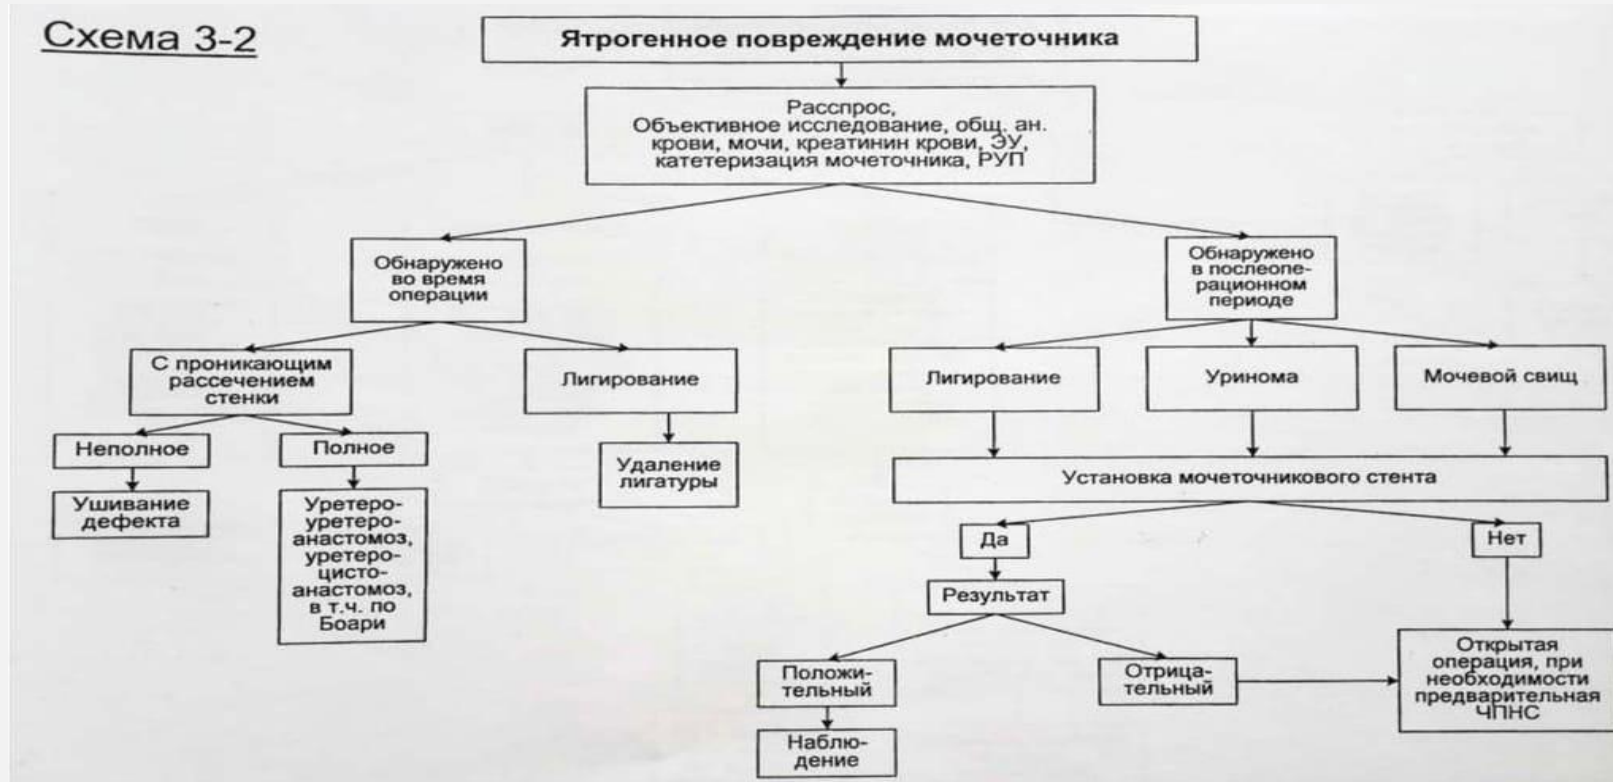 Схема 3-2
Ятрогенное повреждение мочеточника
Расспрос,
Объективное исследование, общ. ан.
крови, мочи, креатинин крови, ЭУ,
катетеризация мочеточника, РУП
Обнаружено
во время
операции
Обнаружено
в послеопе-
рационном
периоде
С проникающим
рассечением
стенки
Лигирование
Лигирование
Уринома
Мочевой свищ
Неполное
Полное
Удаление
лигатуры
Установка мочеточникового стента
Ушивание
дефекта
Уретеро-
уретеро-
анастомоз,
уретеро-
цисто-
анастомоз,
в т.ч. по
Боари
Да
Нет
Результат
Положи-
тельный
Отрица-
тельный
Открытая
операция, при
необходимости
предварительная
ЧПНС
Наблю-
дение